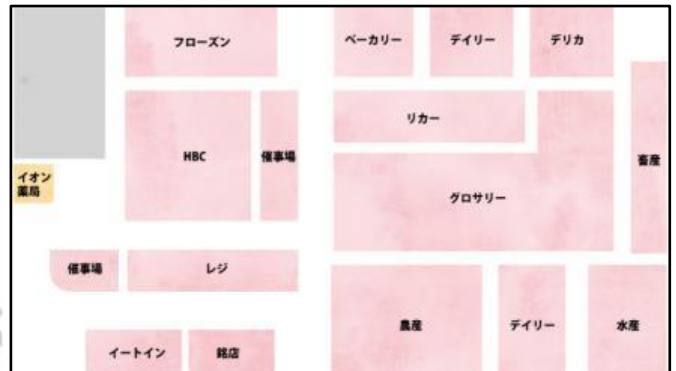 フローズン
ベーカリー
デイリー
デリカ
リカー
HBC
催事場
畜産
イオン
薬局
グロサリー
催事場
レジ
農産
デイリー
水産
イートイン
銘店